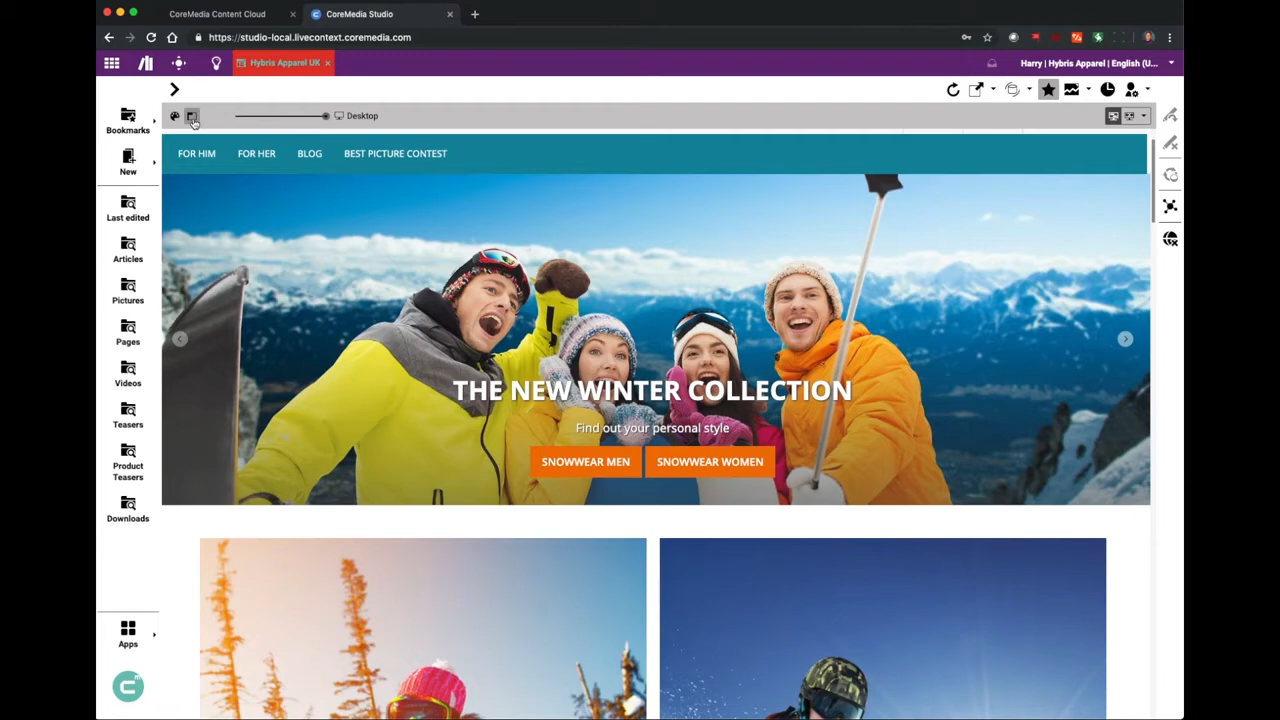 CoreMedia Content Cloud
CoreMedia Studio
https://studio-local.livecontext.coremedia.com
Hybris Apparel UK
Harry | Hybris Apparel | English (U...
Desktop
Bookmarks
New
Last edited
Articles
Pictures
Pages
Videos
Teasers
Product
Teasers
Downloads
Apps
FOR HIM
FOR HER
BLOG
BEST PICTURE CONTEST
THE NEW WINTER COLLECTION
Find out your personal style
SNOWWEAR MEN
SNOWWEAR WOMEN